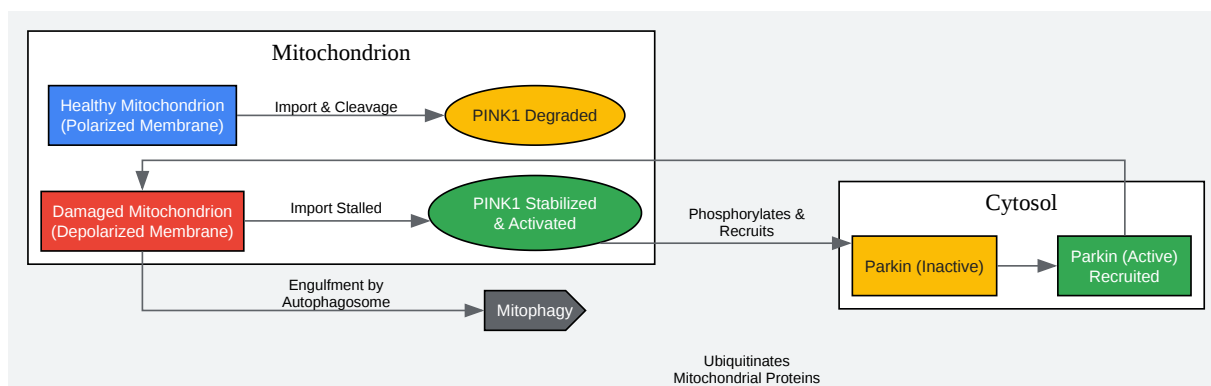 Mitochondrion
Healthy Mitochondrion
(Polarized Membrane)
Import & Cleavage
PINK1 Degraded
Damaged Mitochondrion
(Depolarized Membrane)
Import Stalled
PINK1 Stabilized
& Activated
Phosphorylates &
Recruits
Cytosol
Parkin (Inactive)
Parkin (Active)
Recruited
Engulfment by
Autophagosome
Mitophagy
Ubiquitinates
Mitochondrial Proteins